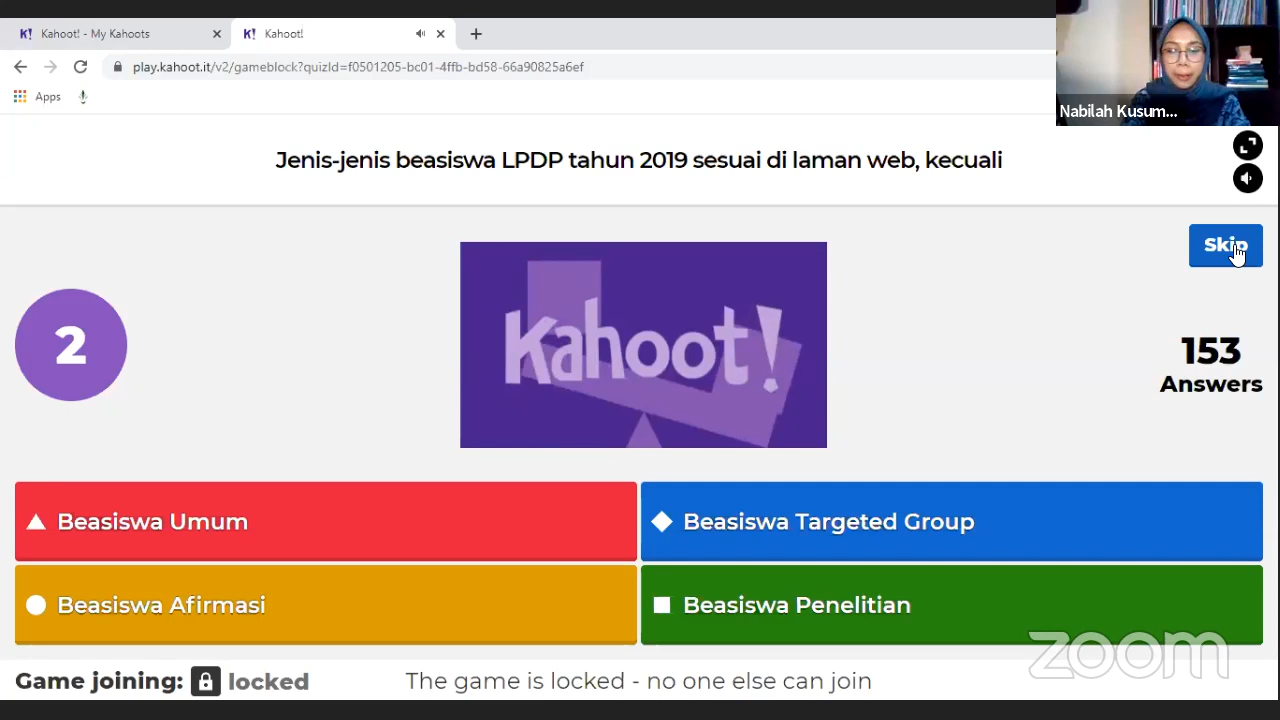 K! Kahoot! - My Kahoots
K! Kahoot!
play.kahoot.it/v2/gameblock?quizId=f0501205-bc01-4ffb-bd58-66a90825a6ef
Apps
Nabilah Kusum...
Jenis-jenis beasiswa LPDP tahun 2019 sesuai di laman web, kecuali
Skip
2
Kahoot!
153
Answers
Beasiswa Umum
Beasiswa Targeted Group
Beasiswa Afirmasi
Beasiswa Penelitian
zoom
Game joining: locked
The game is locked - no one else can join